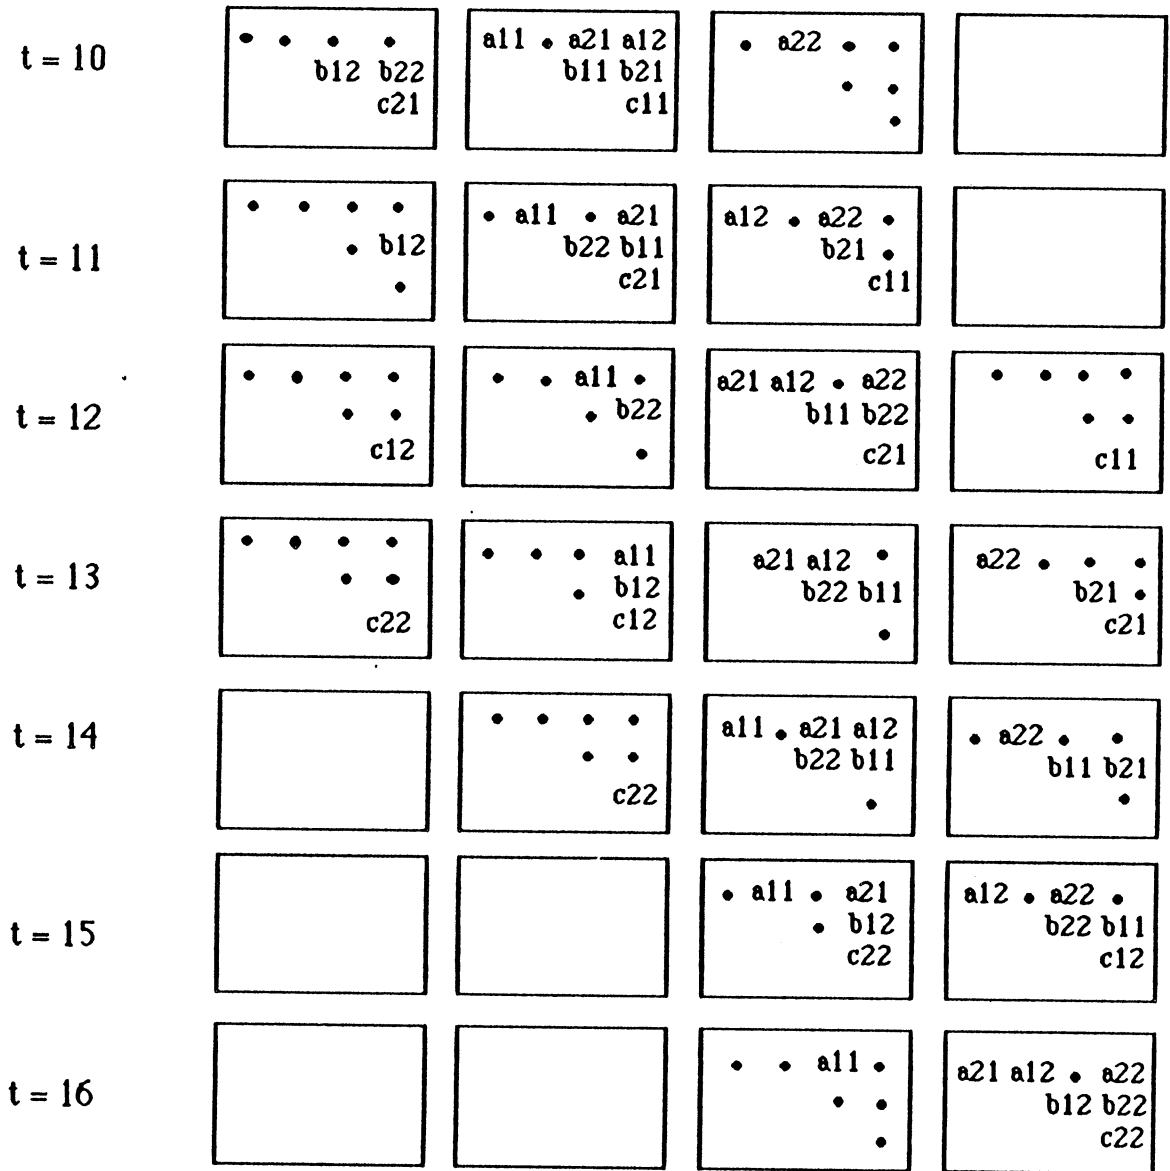 t = 10
• • • •
b12 b22
c21
a11 • a21 a12
b11 b21
c11
• a22 • •
• •
•
t = 11
• • • •
• b12
•
• a11 • a21
b22 b11
c21
a12 • a22 •
b21 •
c11
t = 12
• • • •
• •
c12
• • a11 •
• b22
•
a21 a12 • a22
b11 b22
c21
• • • •
• •
c11
t = 13
• • • •
• •
c22
• • • a11
• b12
c12
a21 a12 •
b22 b11
•
a22 • • •
b21 •
c21
t = 14
• • • •
• •
c22
a11 • a21 a12
b22 b11
•
• a22 • •
b11 b21
•
t = 15
• a11 • a21
• b12
c22
a12 • a22 •
b22 b11
c12
t = 16
• • a11 •
• •
•
a21 a12 • a22
b12 b22
c22